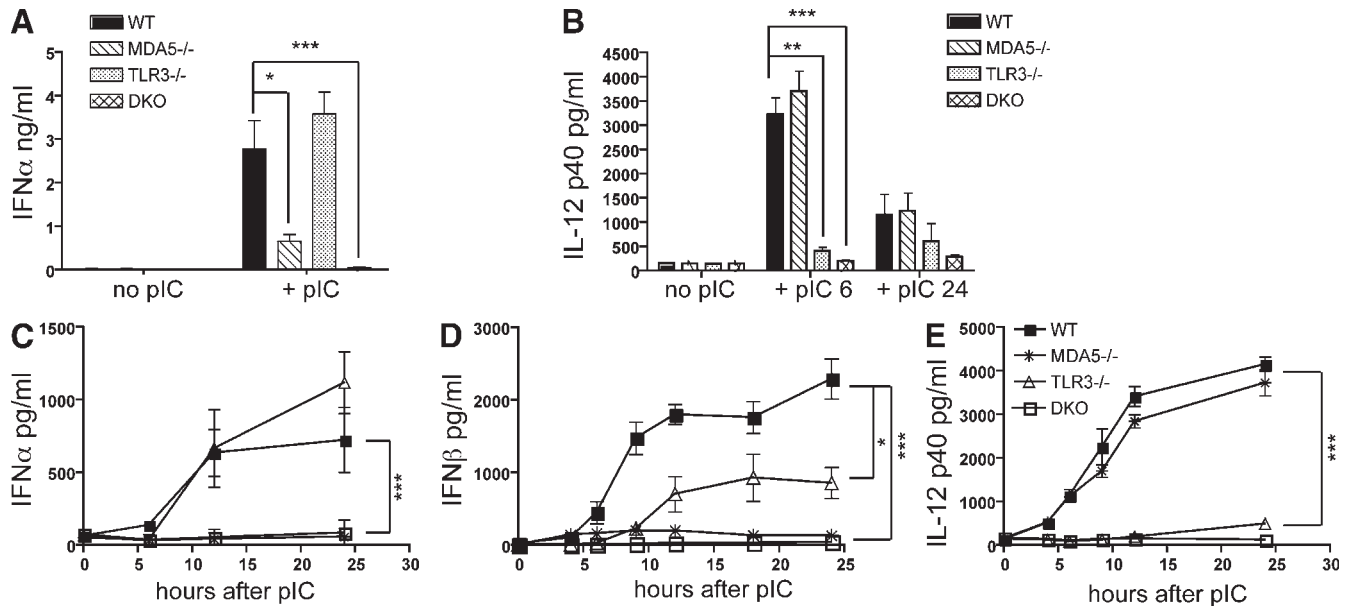 A
WT
MDA5-/-
TLR3-/-
DKO
IFNα ng/ml
5
4
3
2
1
0
***
*
no pIC
+ pIC
B
WT
MDA5-/-
TLR3-/-
DKO
IL-12 p40 pg/ml
4500
4000
3500
3000
2500
2000
1500
1000
500
0
***
**
no pIC
+ pIC 6
+ pIC 24
C
IFNα pg/ml
1500
1000
500
0
0
5
10
15
20
25
30
***
hours after pIC
D
IFNβ pg/ml
3000
2000
1000
0
0
5
10
15
20
25
*
***
hours after pIC
E
WT
MDA5-/-
TLR3-/-
DKO
IL-12 p40 pg/ml
5000
4000
3000
2000
1000
0
0
5
10
15
20
25
30
***
hours after pIC